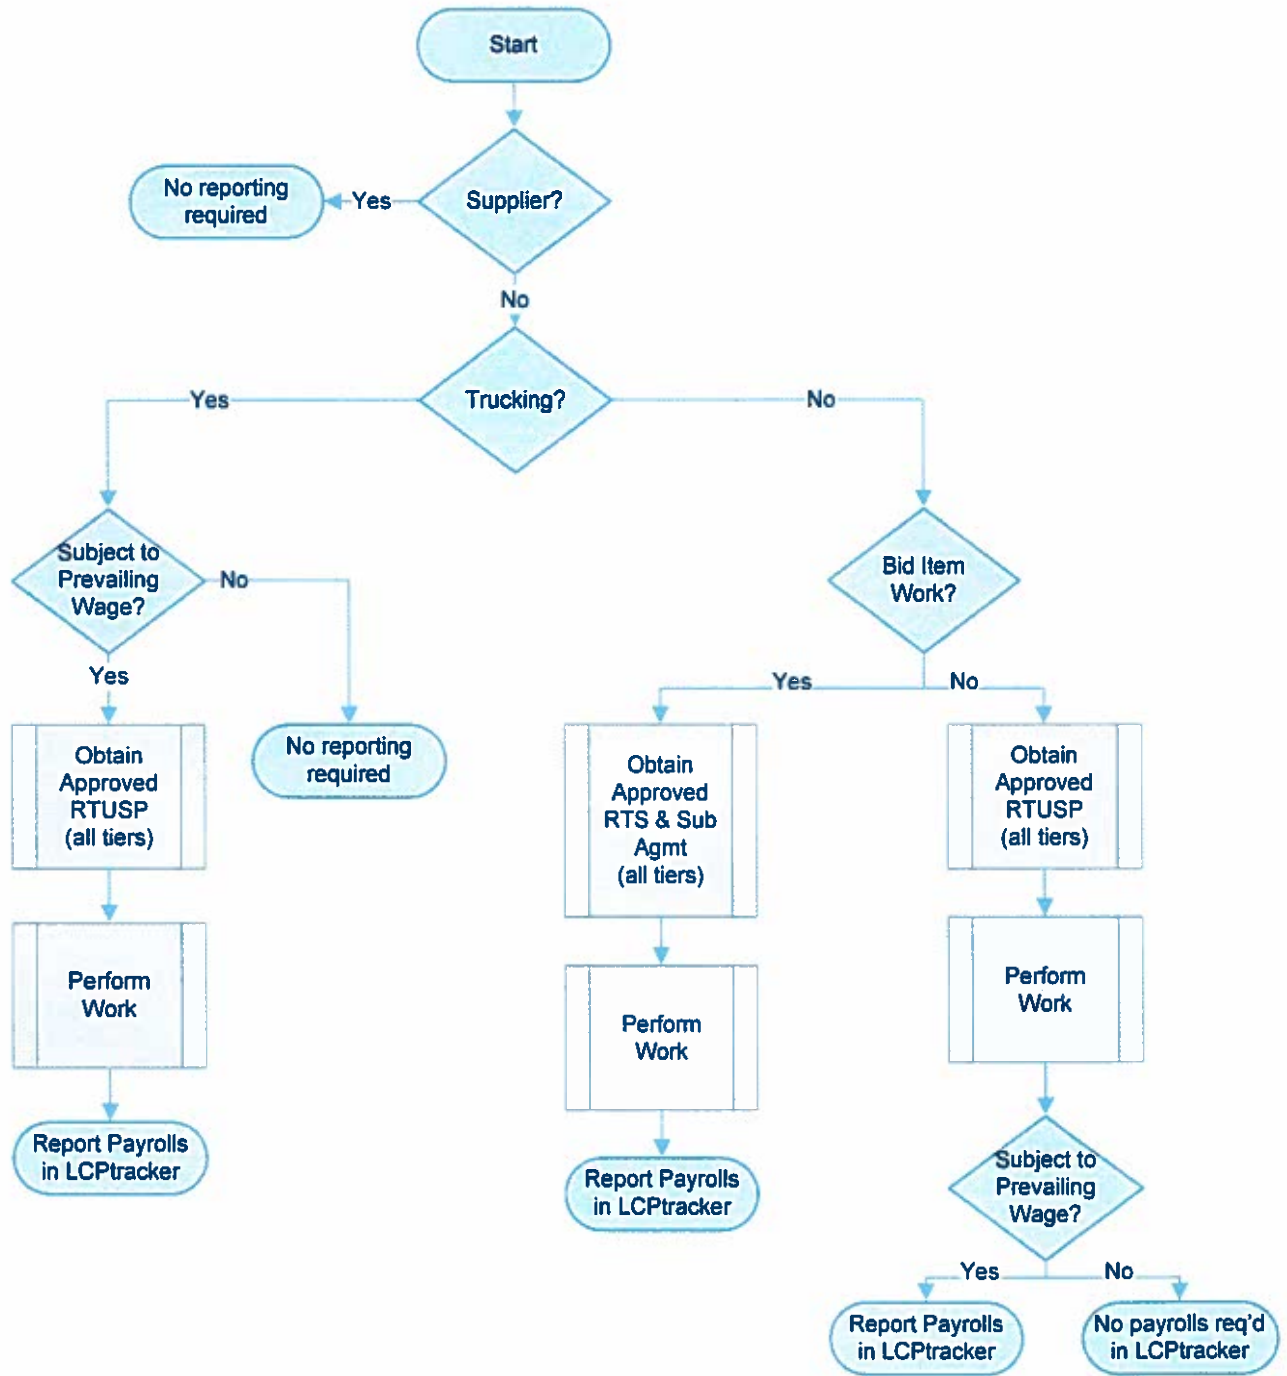 Start
Supplier?
Yes
No reporting
required
No
Trucking?
Yes
No
Subject to
Prevailing
Wage?
No
Yes
No reporting
required
Obtain
Approved
RTUSP
(all tiers)
Perform
Work
Report Payrolls
in LCPtracker
Bid Item
Work?
Yes
No
Obtain
Approved
RTS & Sub
Agmt
(all tiers)
Perform
Work
Report Payrolls
in LCPtracker
Obtain
Approved
RTUSP
(all tiers)
Perform
Work
Subject to
Prevailing
Wage?
Yes
No
Report Payrolls
in LCPtracker
No payrolls req'd
in LCPtracker